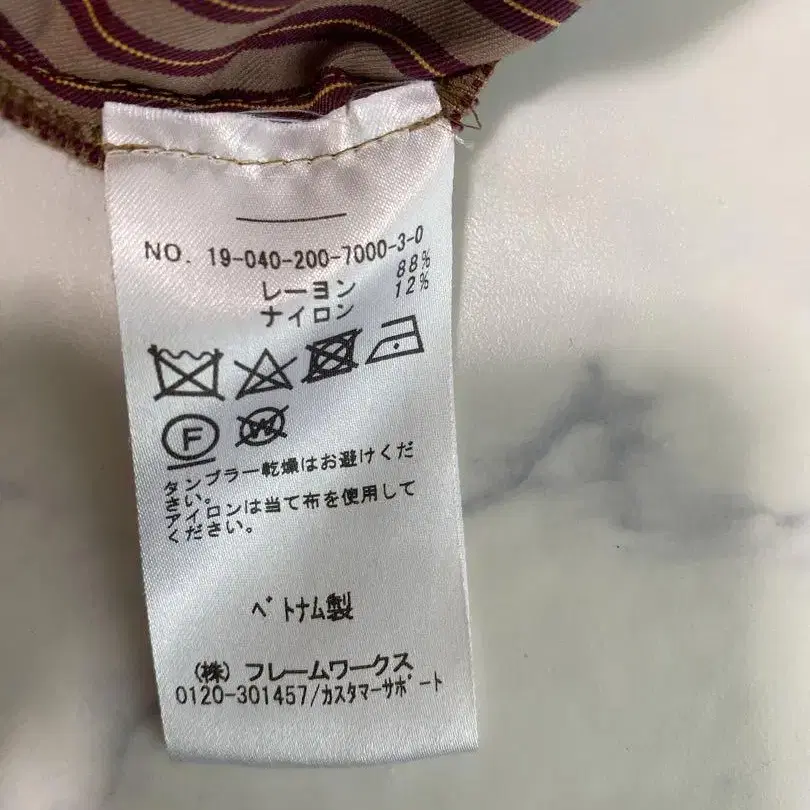 NO. 19-040-200-7000-3-0
レーヨン 88%
ナイロン 12%
F W
タンブラー乾燥はお避けくだ
さい。
アイロンは当て布を使用して
ください。
ベトナム製
(株) フレームワークス
0120-301457/カスタマーサポート